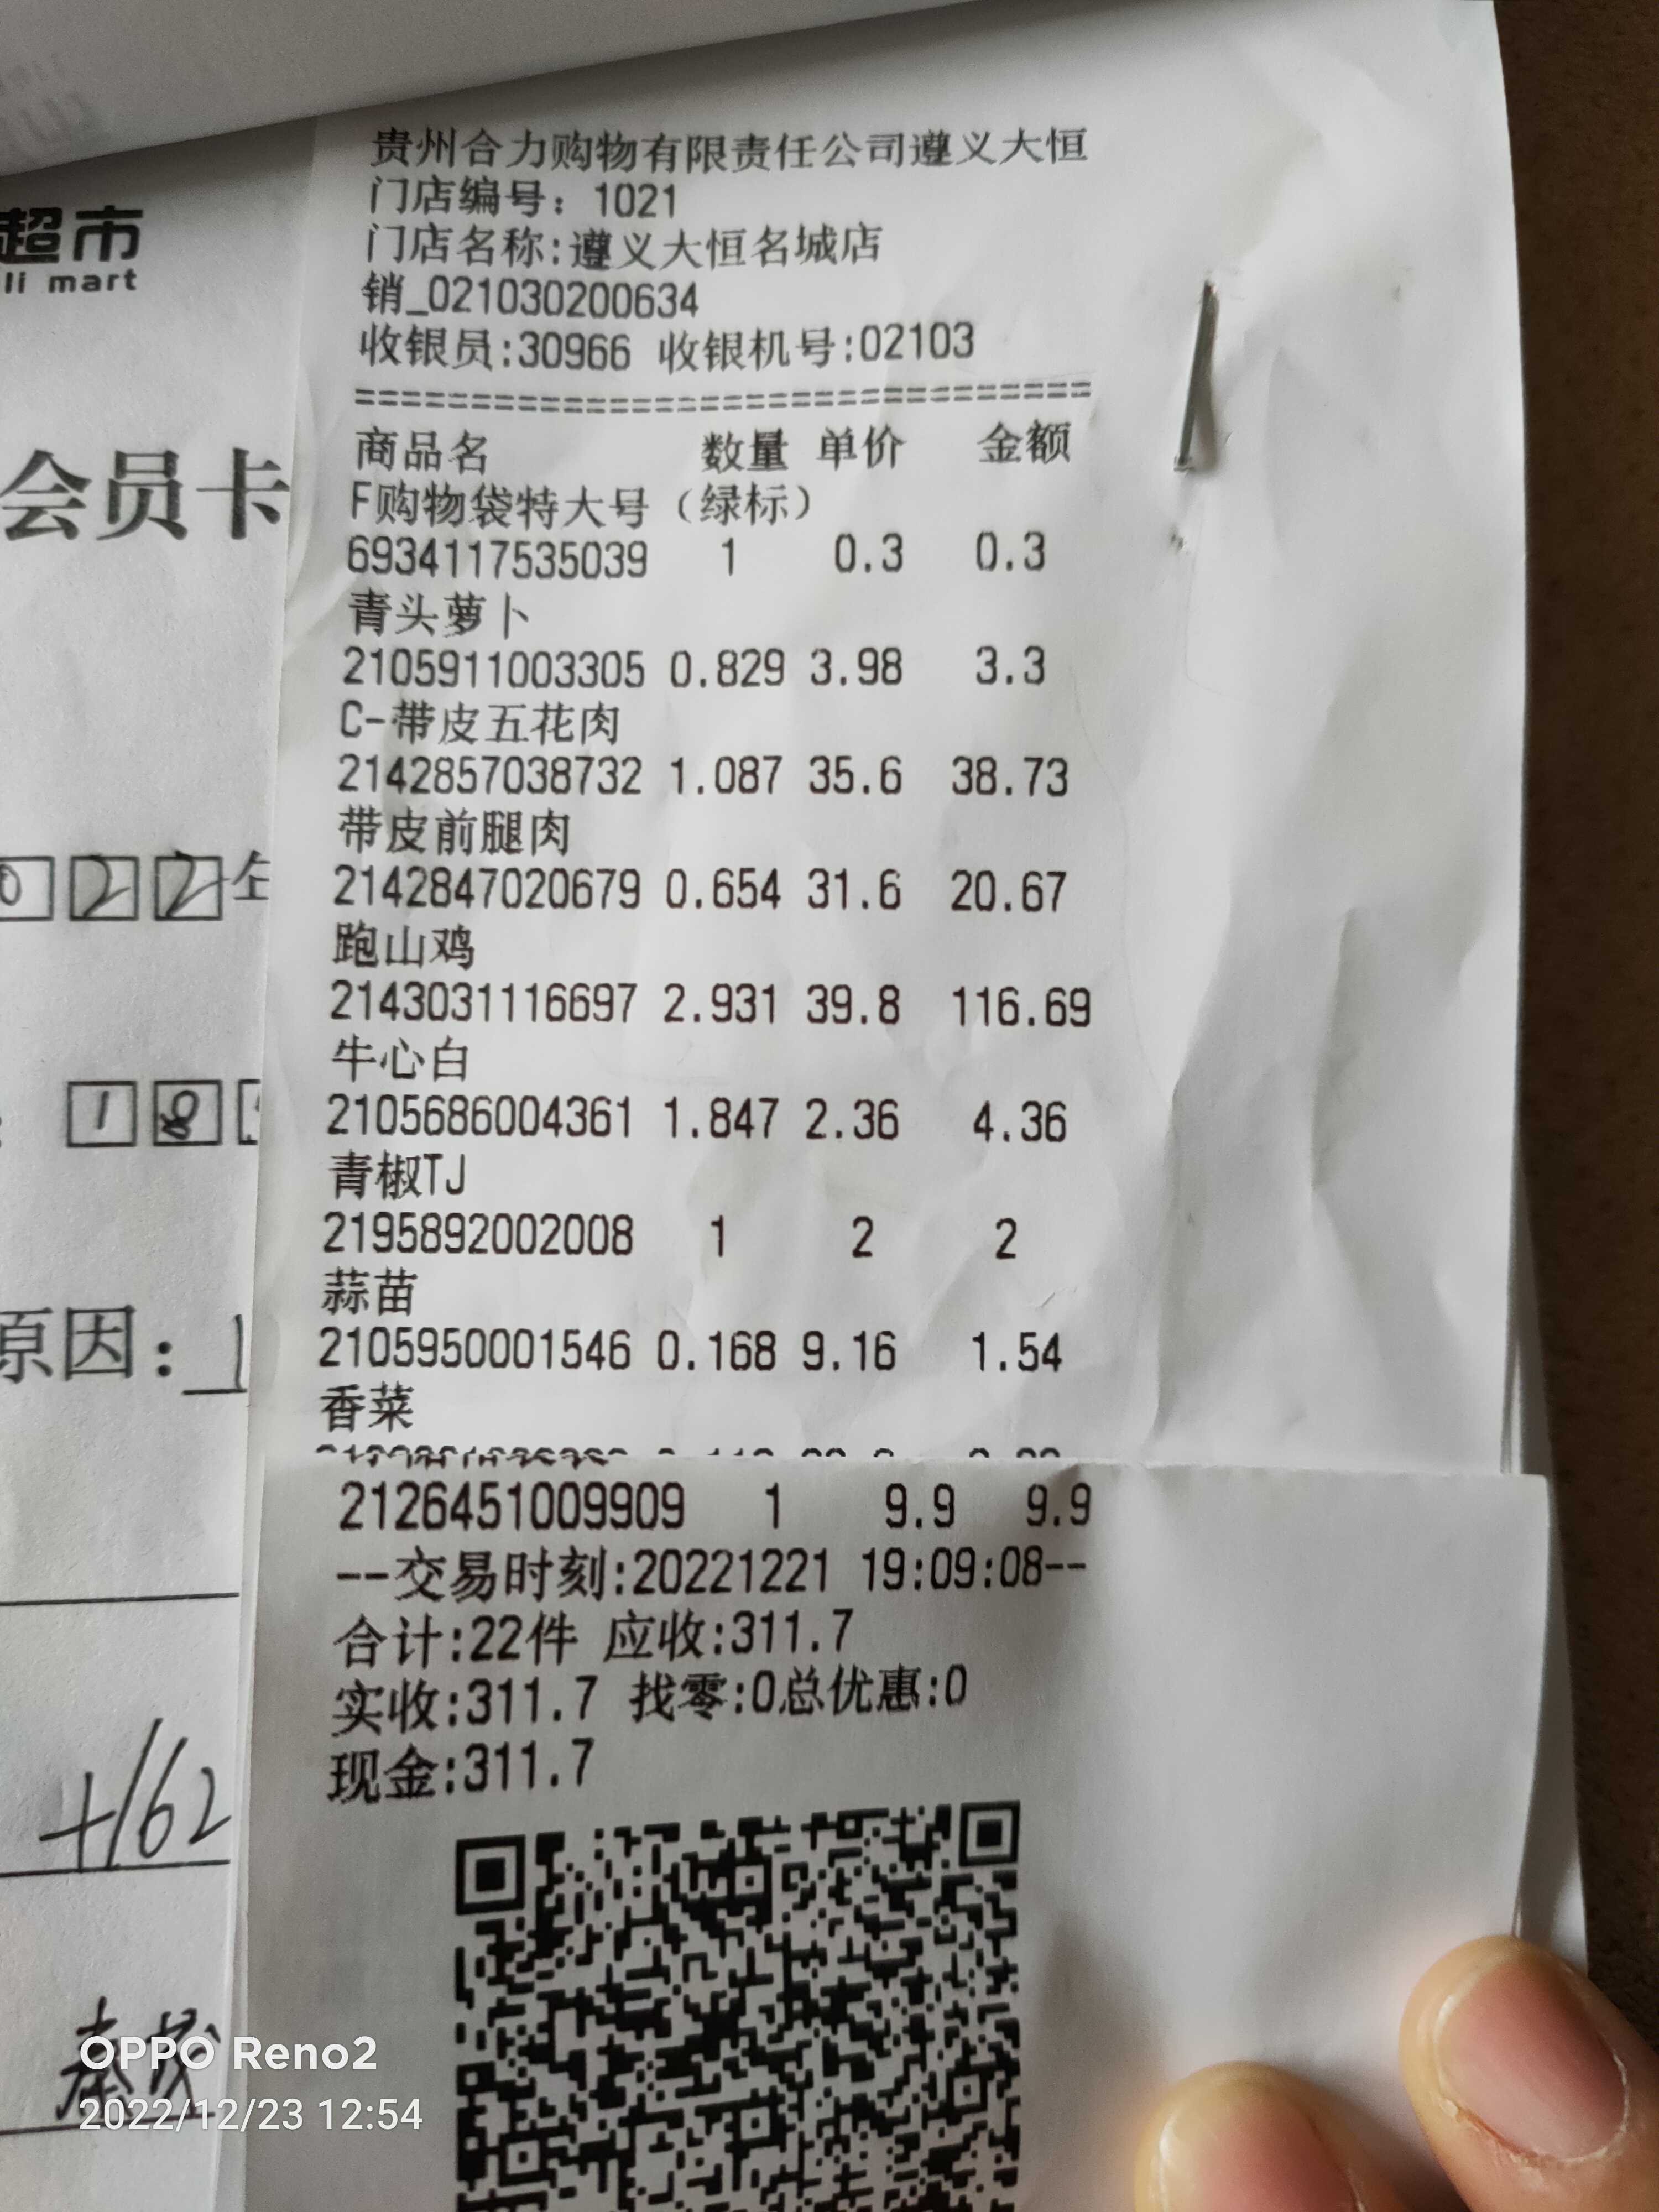 贵州合力购物有限责任公司遵义大恒
门店编号：1021
门店名称:遵义大恒名城店
销_021030200634
收银员:30966 收银机号:02103
================================
商品名 数量 单价 金额
F购物袋特大号（绿标）
6934117535039 1 0.3 0.3
青头萝卜
2105911003305 0.829 3.98 3.3
C-带皮五花肉
2142857038732 1.087 35.6 38.73
带皮前腿肉
2142847020679 0.654 31.6 20.67
跑山鸡
2143031116697 2.931 39.8 116.69
牛心白
2105686004361 1.847 2.36 4.36
青椒TJ
2195892002008 1 2 2
蒜苗
2105950001546 0.168 9.16 1.54
香菜
2126451009909 1 9.9 9.9
--交易时刻:20221221 19:09:08--
合计:22件 应收:311.7
实收:311.7 找零:0总优惠:0
现金:311.7
超市
li mart
会员卡
0 2 2
1 8
原因：
+162
OPPO Reno2
2022/12/23 12:54